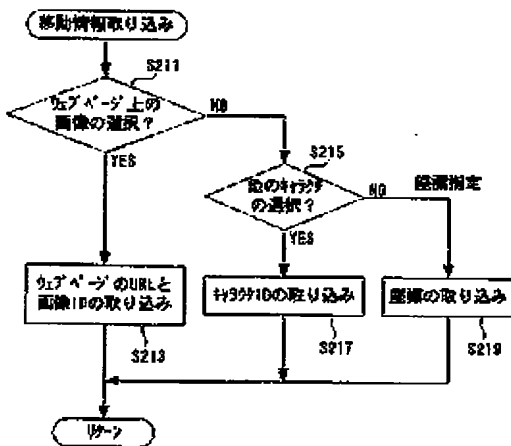 移動情報取り込み
S211
ウェブページ上の
画像の選択？
NO
YES
S215
他のキャラクタ
の選択？
NO
座標指定
YES
ウェブページのURLと
画像IDの取り込み
S213
キャラクタIDの取り込み
S217
座標の取り込み
S219
リターン